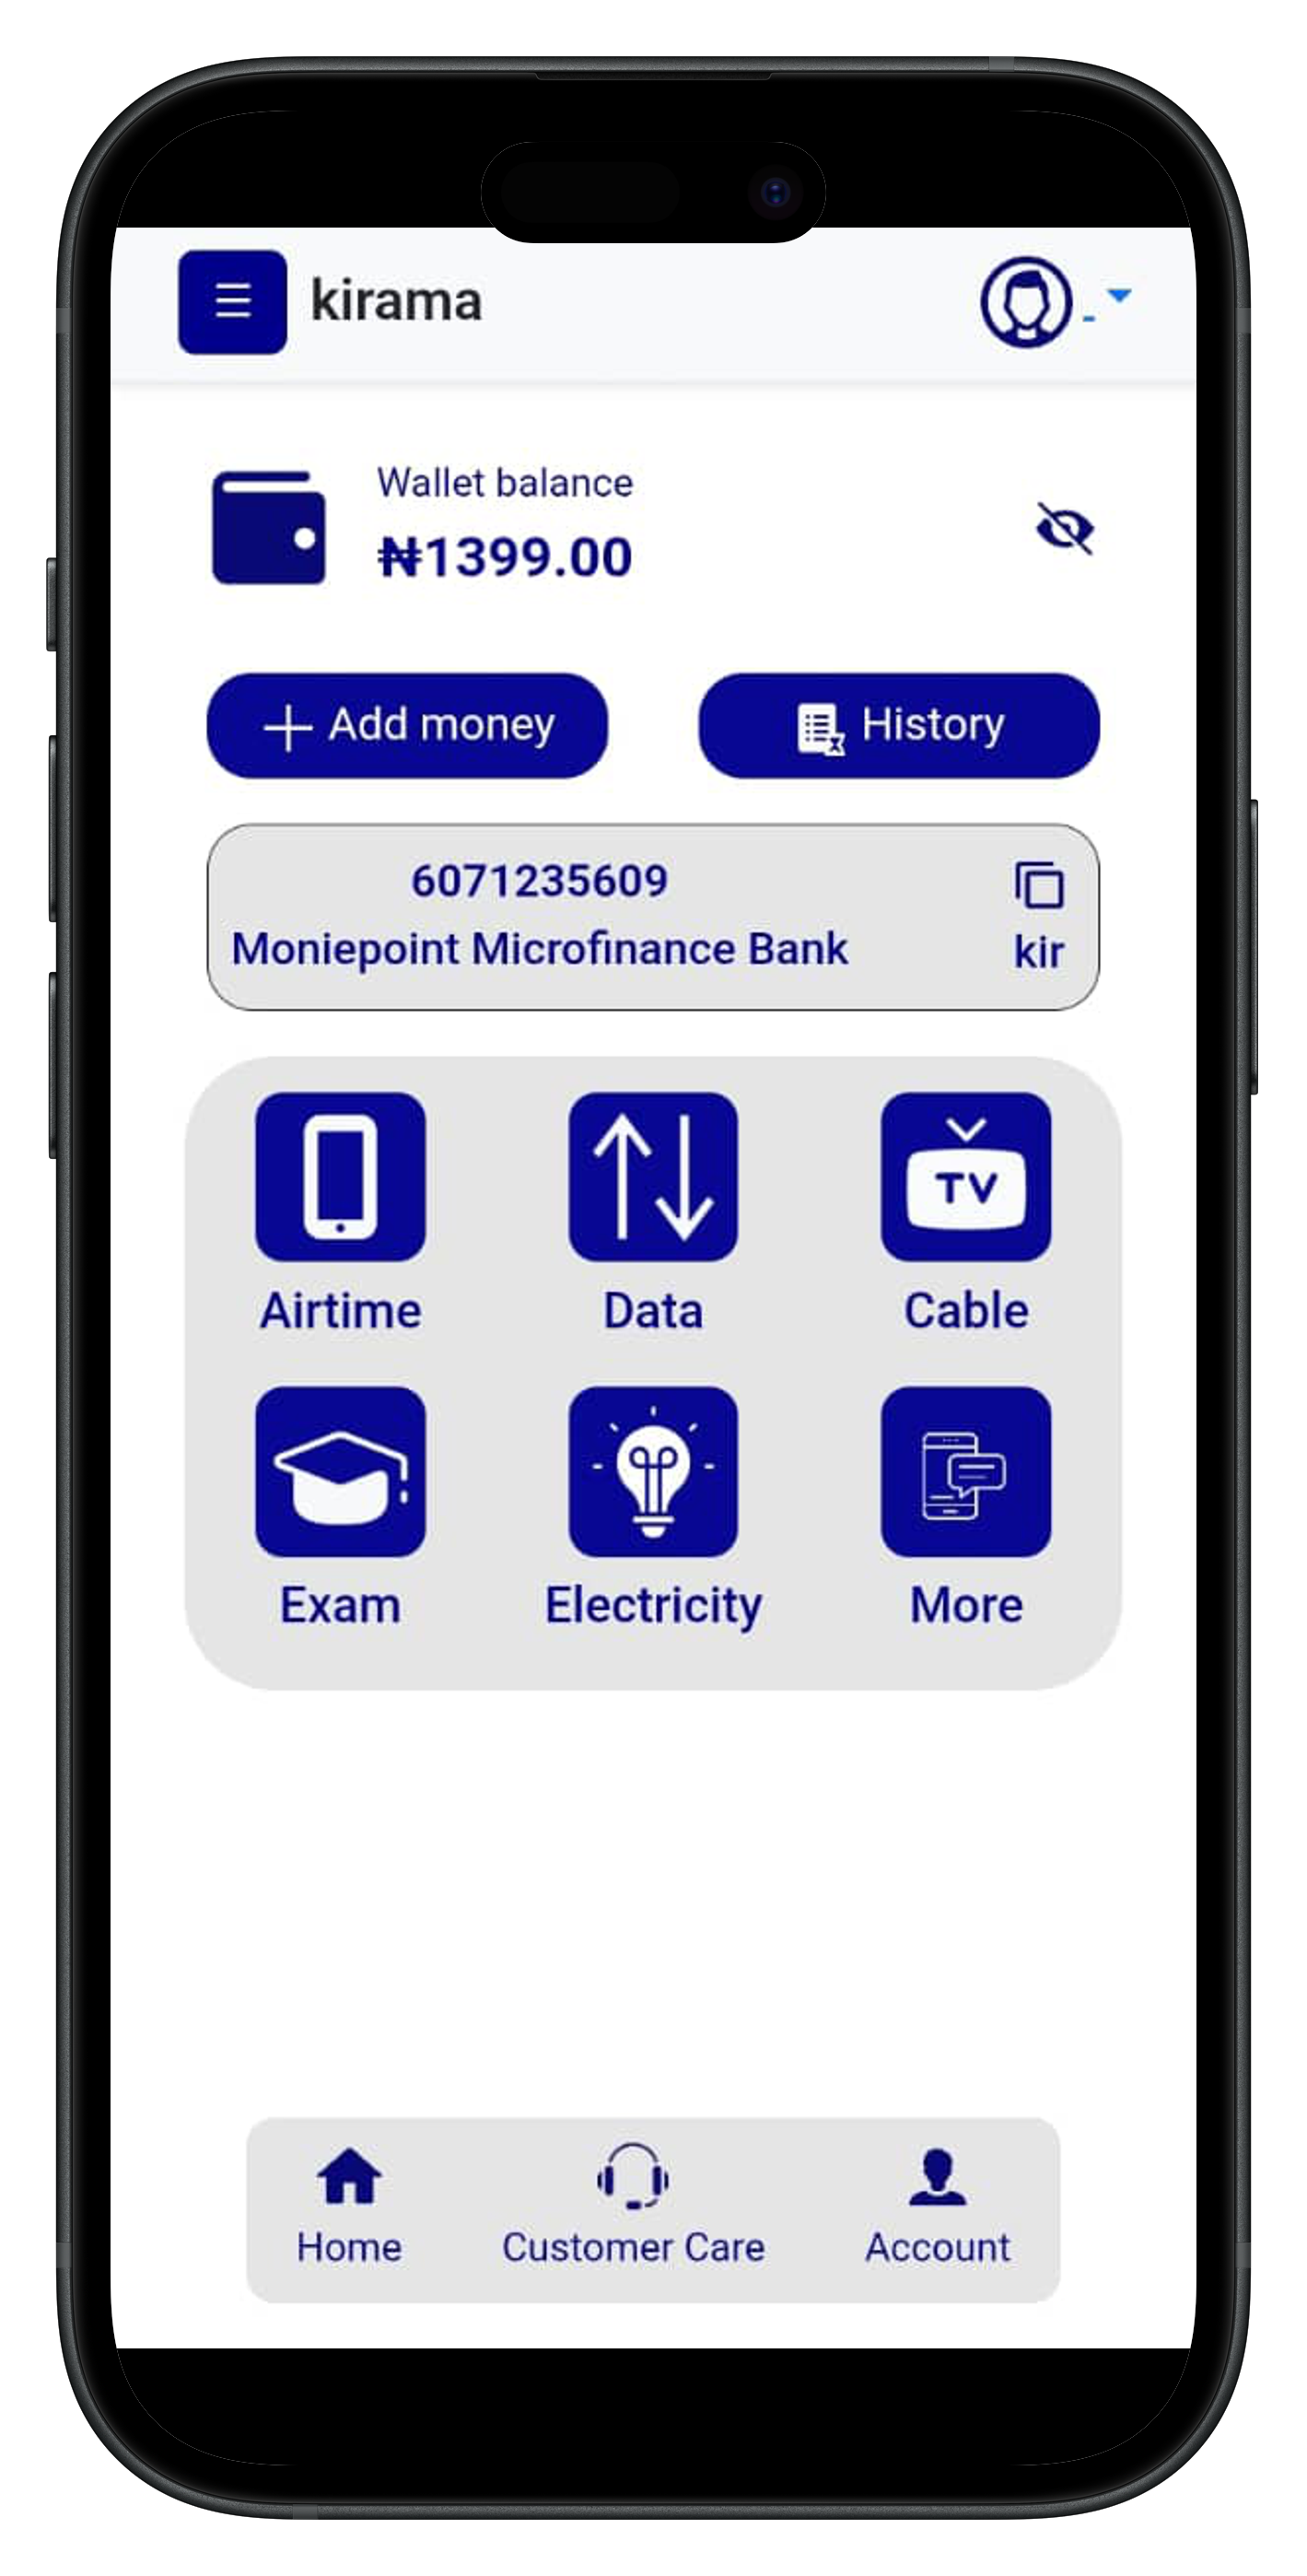 kirama
Wallet balance
₦1399.00
Add money
History
6071235609
Moniepoint Microfinance Bank
kir
Airtime
Data
TV
Cable
Exam
Electricity
More
Home
Customer Care
Account